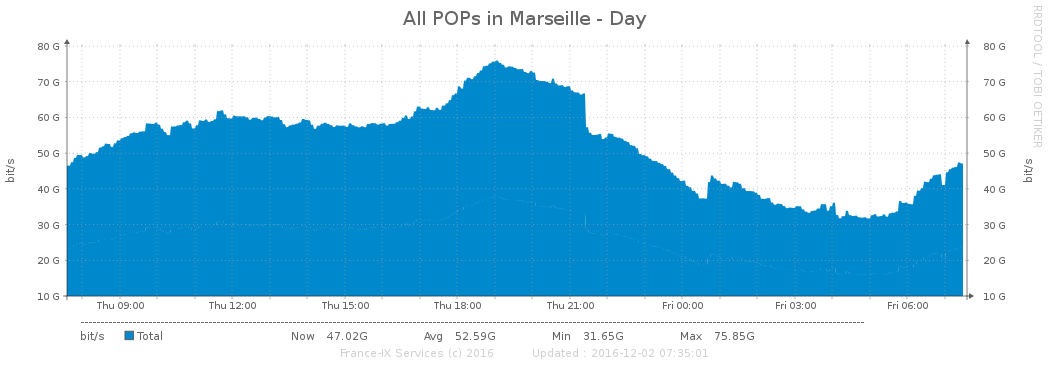 All POPs in Marseille - Day
RRDTOOL / TOBI OETIKER
80 G 80 G
70 G 70 G
60 G 60 G
50 G 50 G
40 G 40 G
30 G 30 G
20 G 20 G
10 G 10 G
bit/s bit/s
Thu 09:00 Thu 12:00 Thu 15:00 Thu 18:00 Thu 21:00 Fri 00:00 Fri 03:00 Fri 06:00
bit/s Total Now 47.02G Avg 52.59G Min 31.65G Max 75.85G
France-IX Services (c) 2016 Updated : 2016-12-02 07:35:01